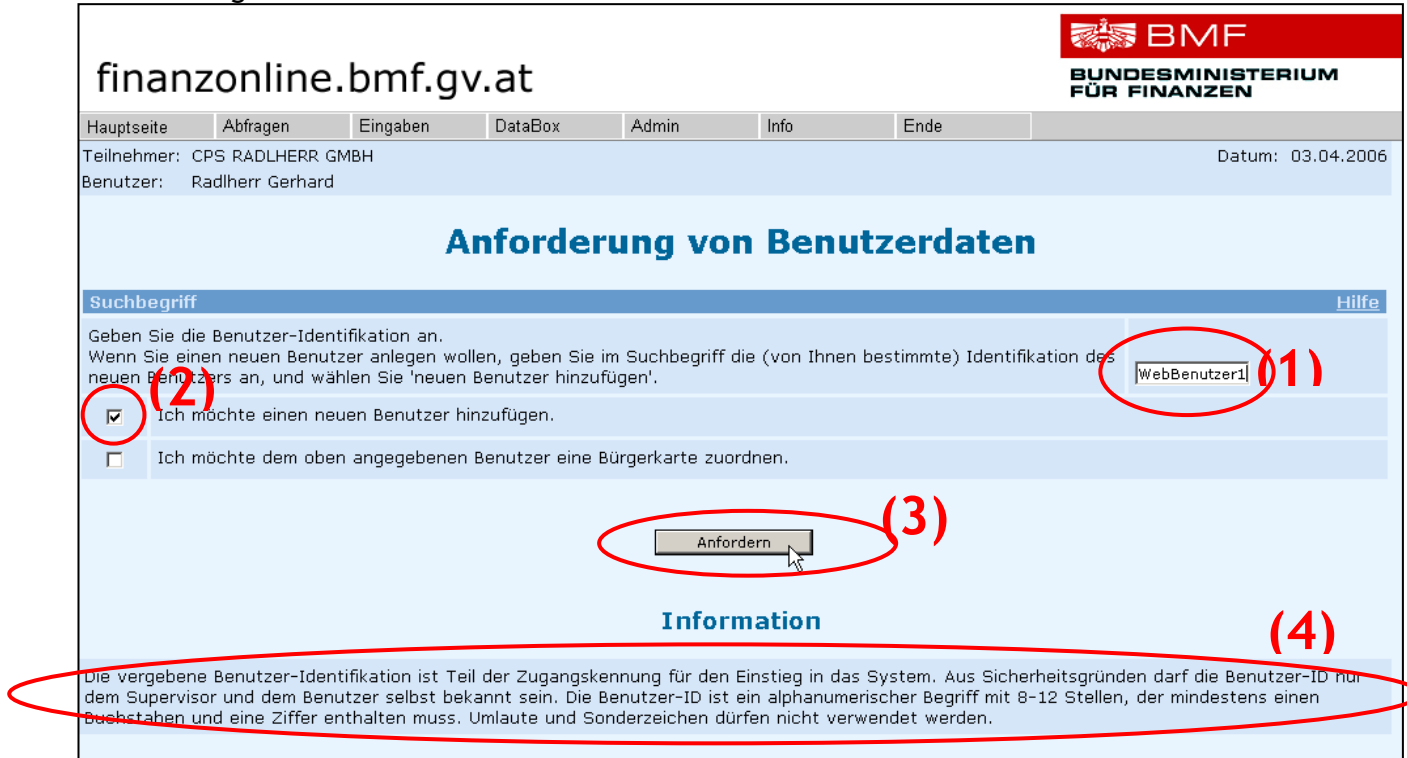 BMF
finanzonline.bmf.gv.at
BUNDESMINISTERIUM
FÜR FINANZEN
Hauptseite Abfragen Eingaben DataBox Admin Info Ende
Teilnehmer: CPS RADLHERR GMBH Datum: 03.04.2006
Benutzer: Radlherr Gerhard
Anforderung von Benutzerdaten
Suchbegriff Hilfe
Geben Sie die Benutzer-Identifikation an.
Wenn Sie einen neuen Benutzer anlegen wollen, geben Sie im Suchbegriff die (von Ihnen bestimmte) Identifikation des
neuen Benutzers an, und wählen Sie 'neuen Benutzer hinzufügen'.
WebBenutzer1 (1)
(2)
Ich möchte einen neuen Benutzer hinzufügen.
Ich möchte dem oben angegebenen Benutzer eine Bürgerkarte zuordnen.
(3)
Anfordern
Information
(4)
Die vergebene Benutzer-Identifikation ist Teil der Zugangskennung für den Einstieg in das System. Aus Sicherheitsgründen darf die Benutzer-ID nur
dem Supervisor und dem Benutzer selbst bekannt sein. Die Benutzer-ID ist ein alphanumerischer Begriff mit 8-12 Stellen, der mindestens einen
Buchstaben und eine Ziffer enthalten muss. Umlaute und Sonderzeichen dürfen nicht verwendet werden.